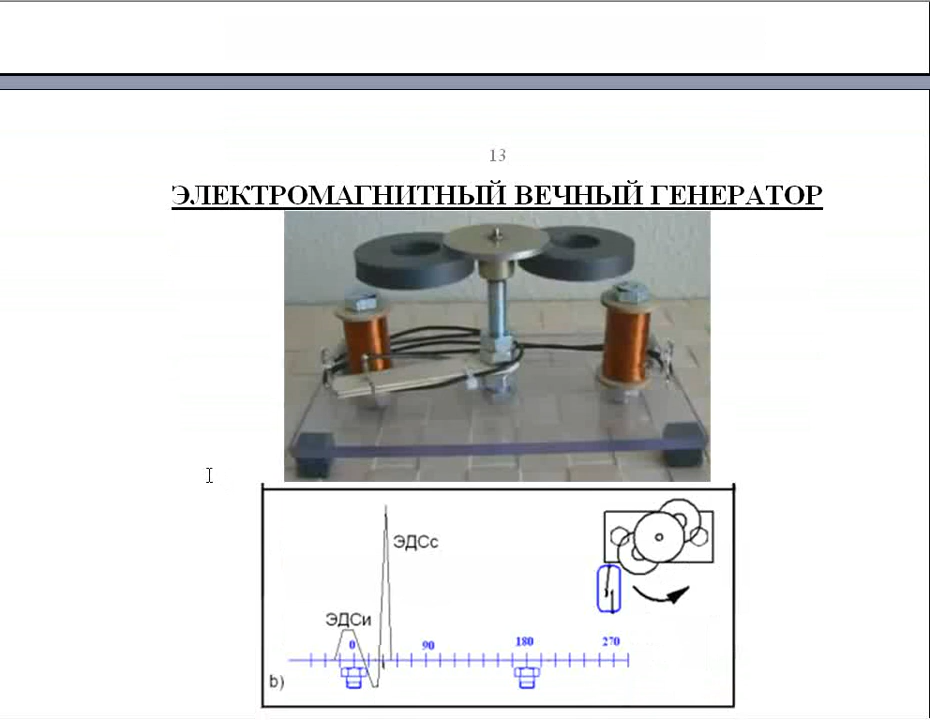 13
ЭЛЕКТРОМАГНИТНЫЙ ВЕЧНЫЙ ГЕНЕРАТОР
ЭДСс
ЭДСи
0 90 180 270
b)